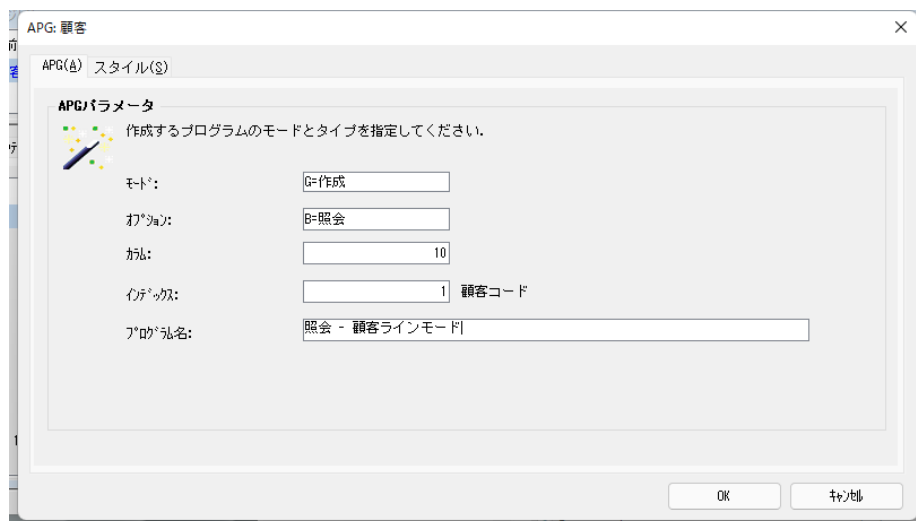 APG: 顧客
APG(A) スタイル(S)
APGパラメータ
作成するプログラムのモードとタイプを指定してください.
ﾓｰﾄﾞ: G=作成
ｵﾌﾟｼｮﾝ: B=照会
ｶﾗﾑ: 10
ｲﾝﾃﾞｯｸｽ: 1 顧客コード
ﾌﾟﾛｸﾞﾗﾑ名: 照会 - 顧客ラインモード
OK ｷｬﾝｾﾙ